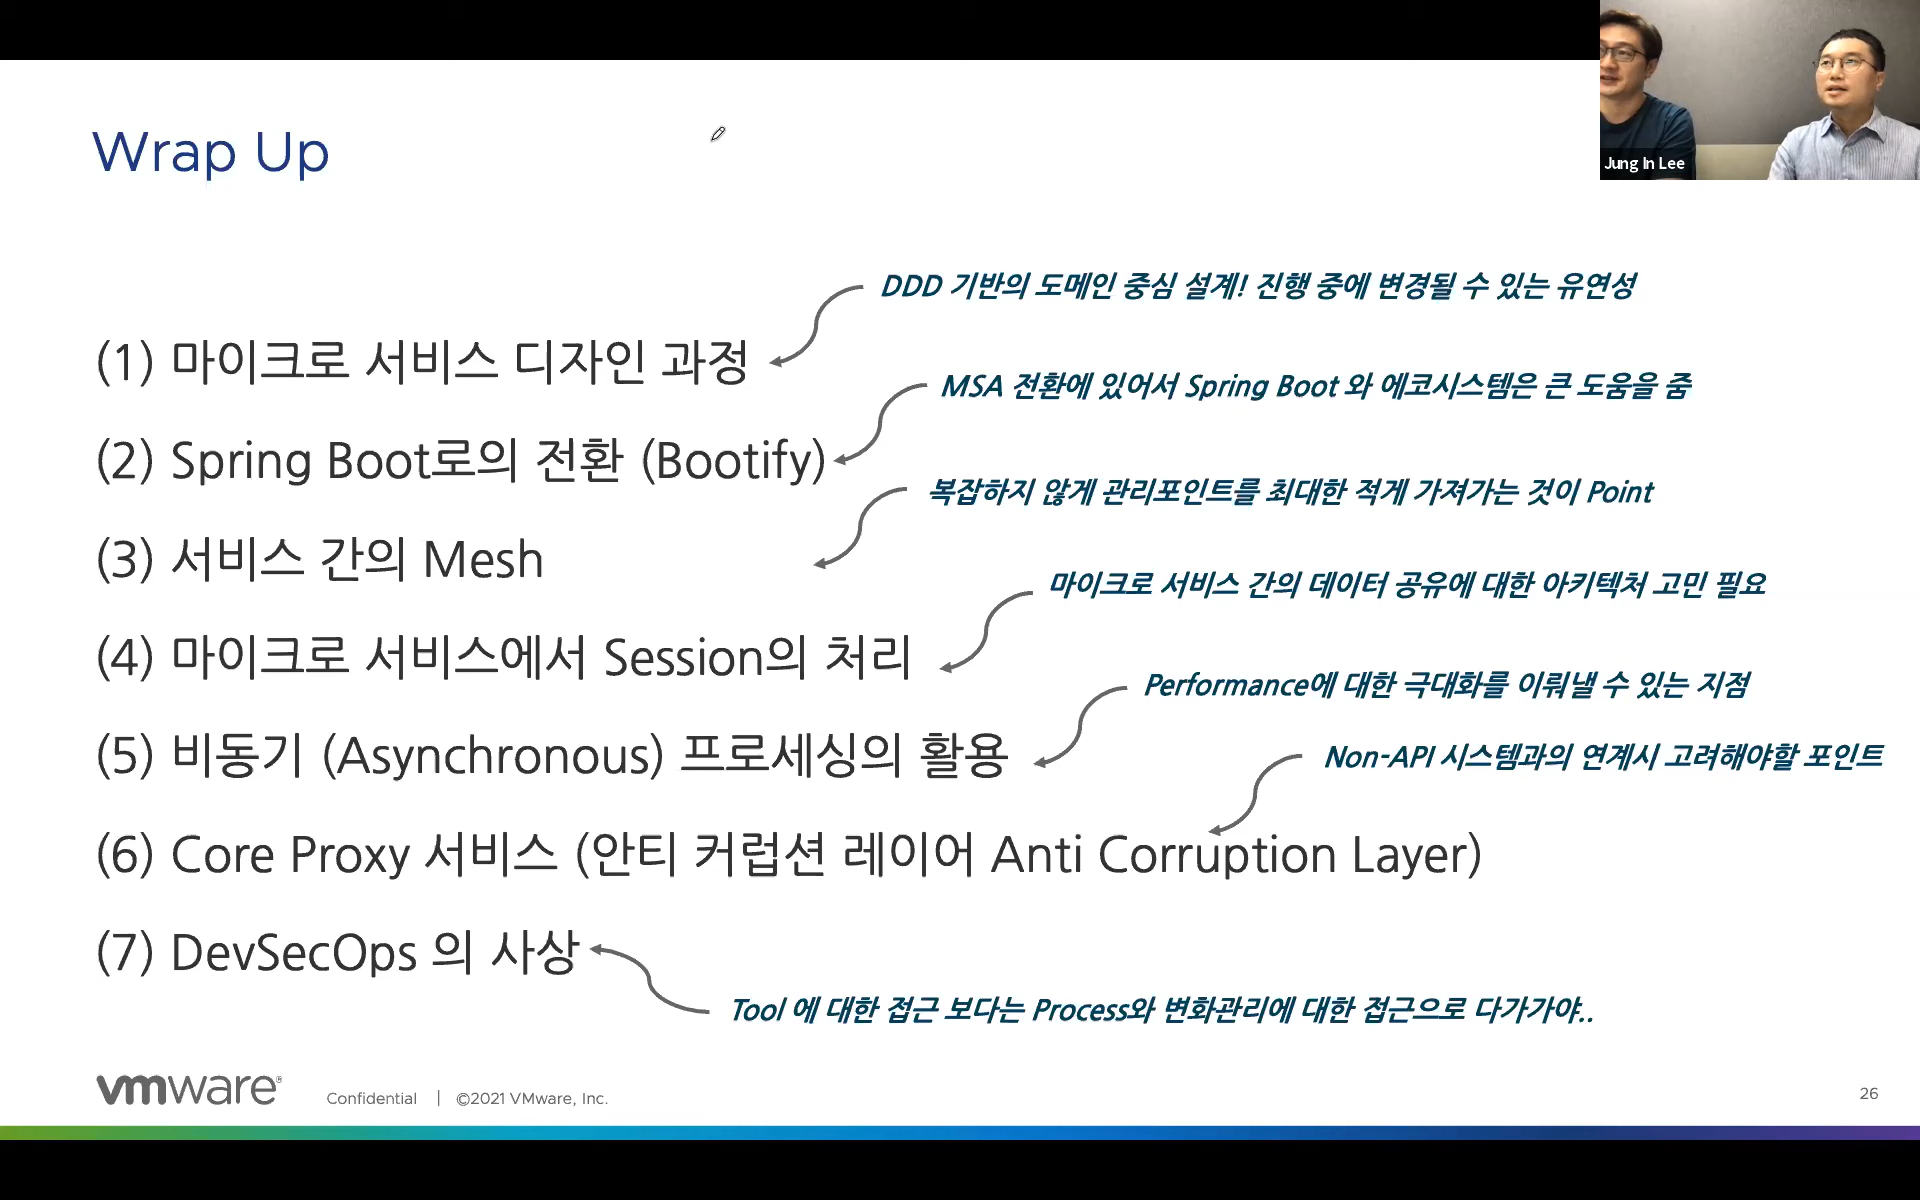 Wrap Up
Jung In Lee
DDD 기반의 도메인 중심 설계! 진행 중에 변경될 수 있는 유연성
(1) 마이크로 서비스 디자인 과정
MSA 전환에 있어서 Spring Boot 와 에코시스템은 큰 도움을 줌
(2) Spring Boot로의 전환 (Bootify)
복잡하지 않게 관리포인트를 최대한 적게 가져가는 것이 Point
(3) 서비스 간의 Mesh
마이크로 서비스 간의 데이터 공유에 대한 아키텍처 고민 필요
(4) 마이크로 서비스에서 Session의 처리
Performance에 대한 극대화를 이뤄낼 수 있는 지점
(5) 비동기 (Asynchronous) 프로세싱의 활용
Non-API 시스템과의 연계시 고려해야할 포인트
(6) Core Proxy 서비스 (안티 커럽션 레이어 Anti Corruption Layer)
(7) DevSecOps 의 사상
Tool 에 대한 접근 보다는 Process와 변화관리에 대한 접근으로 다가가야..
vmware®
Confidential | ©2021 VMware, Inc.
26